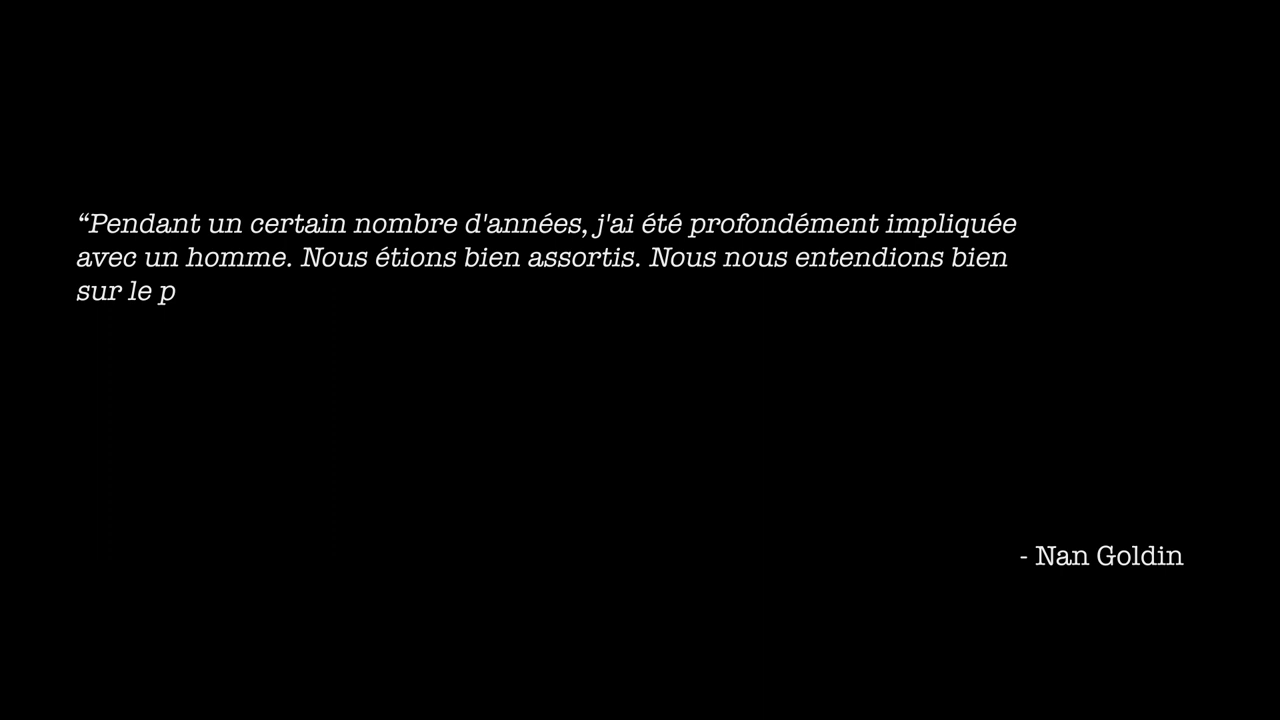 “Pendant un certain nombre d'années, j'ai été profondément impliquée
avec un homme. Nous étions bien assortis. Nous nous entendions bien
sur le p
- Nan Goldin